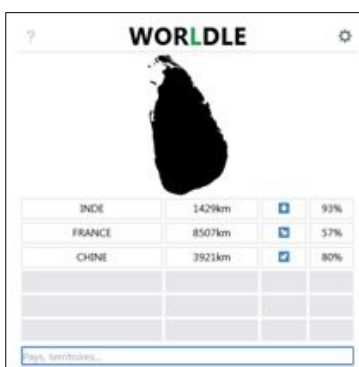 ?
WORLDLE
INDE 1429km ⬇️ 93%
FRANCE 8507km ↘️ 57%
CHINE 3921km ↙️ 80%
Pays, territoires...